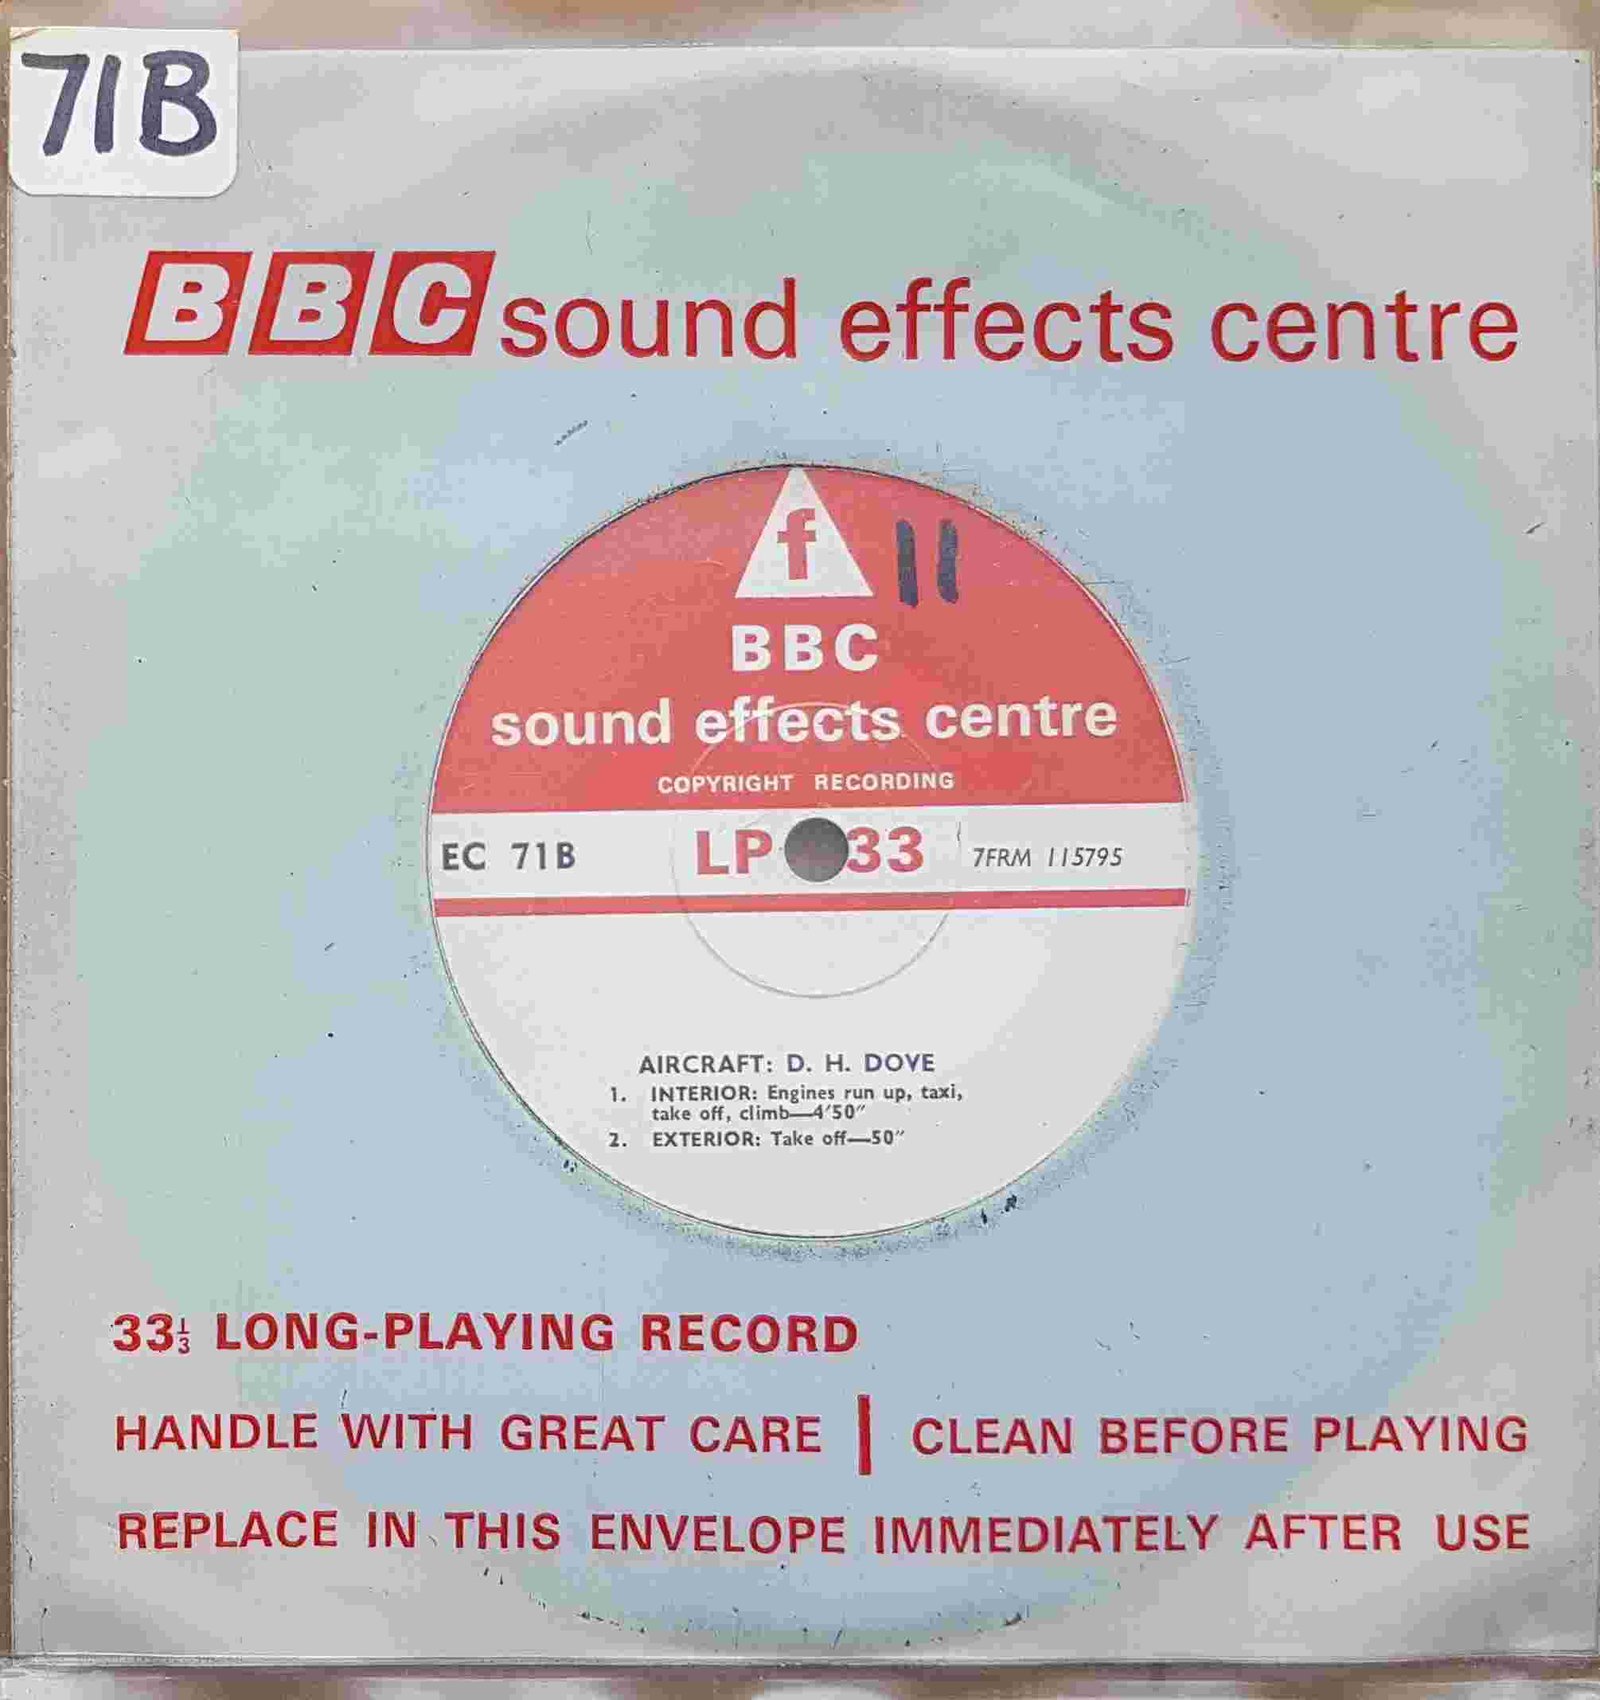 71B
BBC sound effects centre
f 11
BBC
sound effects centre
COPYRIGHT RECORDING
EC 71B LP 33 7FRM 115795
AIRCRAFT: D. H. DOVE
1. INTERIOR: Engines run up, taxi,
take off, climb—4'50"
2. EXTERIOR: Take off—50"
33⅓ LONG-PLAYING RECORD
HANDLE WITH GREAT CARE | CLEAN BEFORE PLAYING
REPLACE IN THIS ENVELOPE IMMEDIATELY AFTER USE